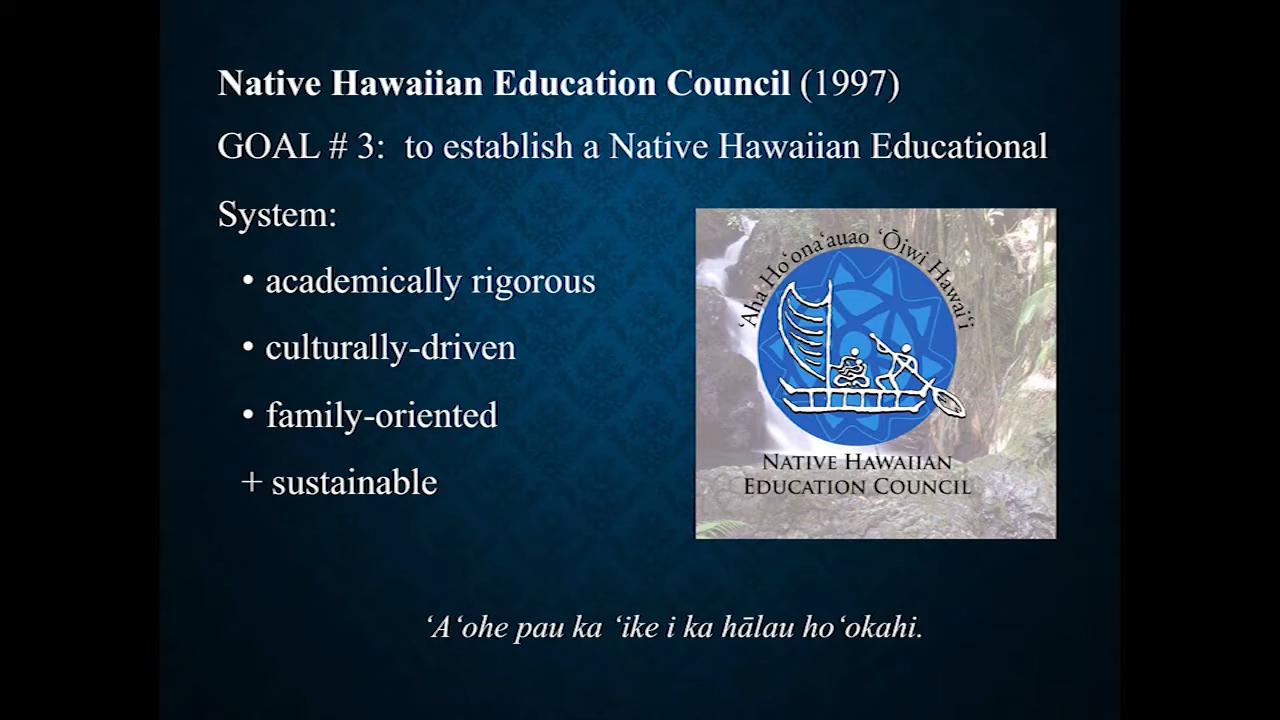 Native Hawaiian Education Council (1997)
GOAL # 3:  to establish a Native Hawaiian Educational
System:
• academically rigorous
• culturally-driven
• family-oriented
+ sustainable
ʻAha Hoʻonaʻauao ʻŌiwi Hawaiʻi
NATIVE HAWAIIAN
EDUCATION COUNCIL
ʻAʻohe pau ka ʻike i ka hālau hoʻokahi.